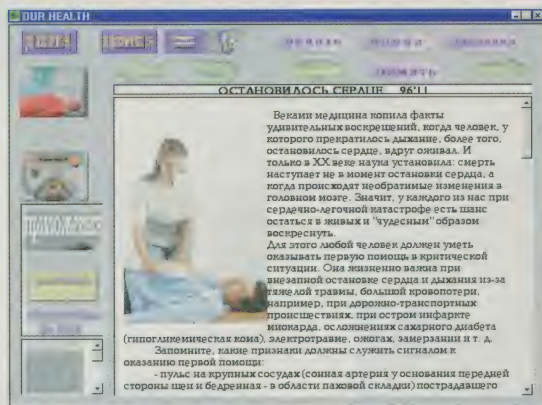 OUR HEALTH
ОСТАНОВИЛОСЬ СЕРДЦЕ 96'11
Веками медицина копила факты
удивительных воскрешений, когда человек, у
которого прекратилось дыхание, более того,
остановилось сердце, вдруг оживал. И
только в XX веке наука установила: смерть
наступает не в момент остановки сердца, а
когда происходят необратимые изменения в
головном мозге. Значит, у каждого из нас при
сердечно-легочной катастрофе есть шанс
остаться в живых и "чудесным" образом
воскреснуть.
Для этого любой человек должен уметь
оказывать первую помощь в критической
ситуации. Она жизненно важна при
внезапной остановке сердца и дыхания из-за
тяжелой травмы, большой кровопотери,
например, при дорожно-транспортных
происшествиях, при остром инфаркте
миокарда, осложнениях сахарного диабета
(гипогликемическая кома), электротравме, ожогах, замерзании и т. д.
Запомните, какие признаки должны служить сигналом к
оказанию первой помощи:
- пульс на крупных сосудах (сонная артерия у основания передней
стороны шеи и бедренная - в области паховой складки) пострадавшего